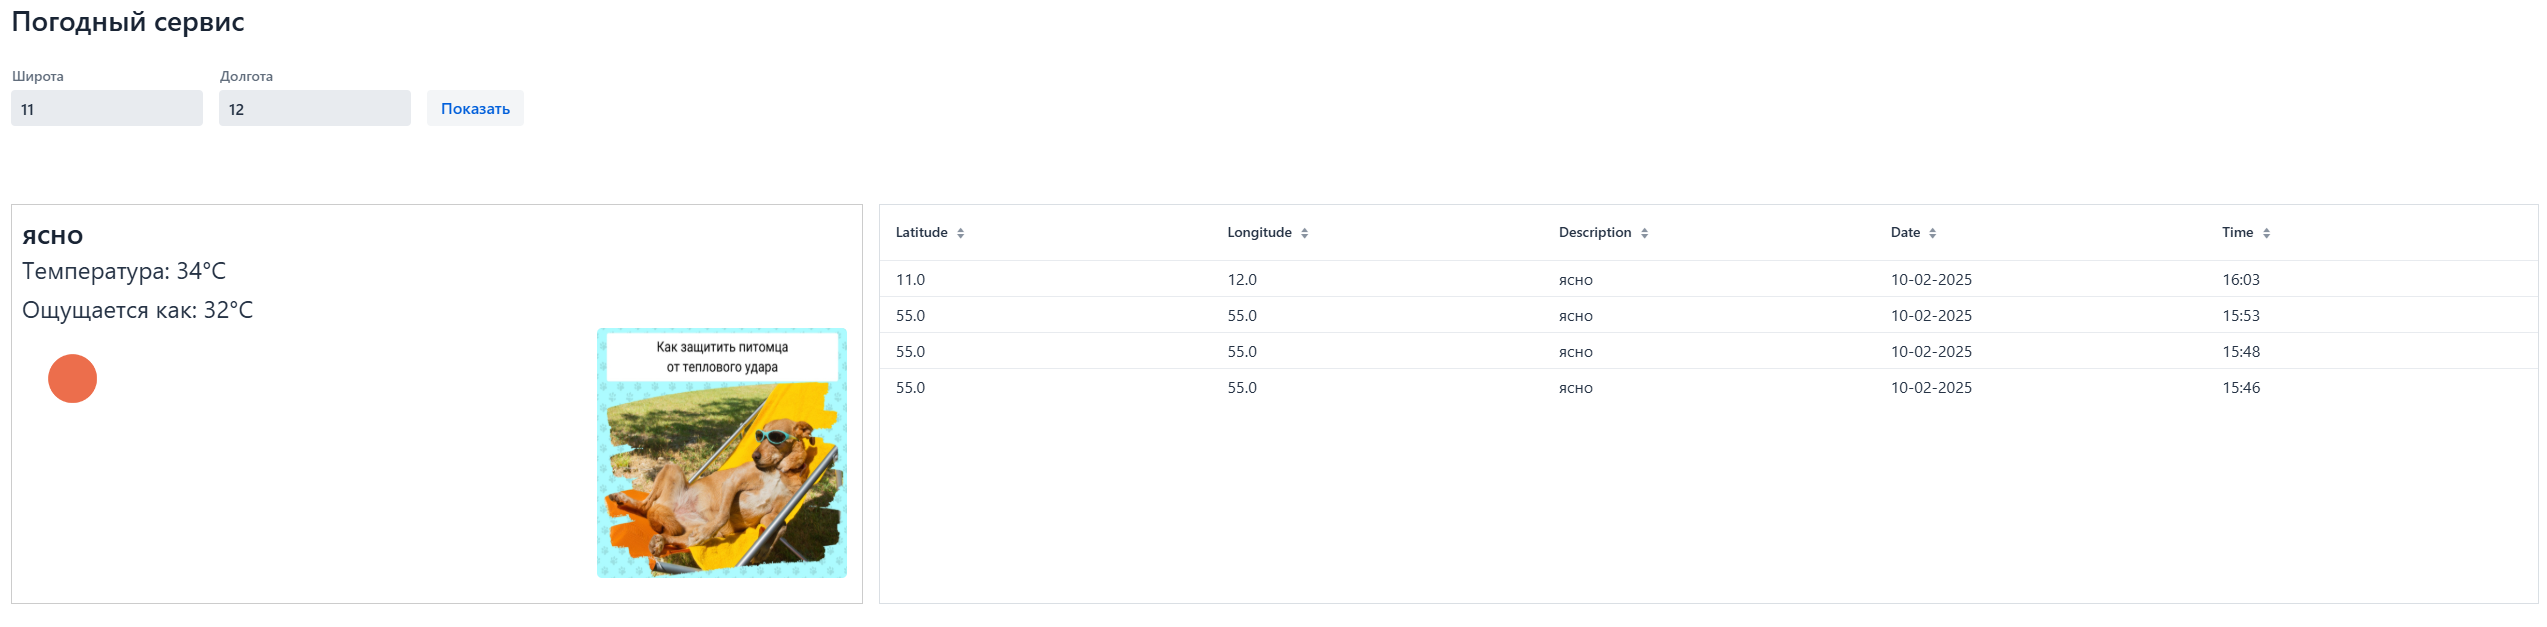 Погодный сервис
Широта Долгота
11 12 Показать
ясно
Температура: 34°C
Ощущается как: 32°C
Как защитить питомца
от теплового удара
Latitude Longitude Description Date Time
11.0 12.0 ясно 10-02-2025 16:03
55.0 55.0 ясно 10-02-2025 15:53
55.0 55.0 ясно 10-02-2025 15:48
55.0 55.0 ясно 10-02-2025 15:46